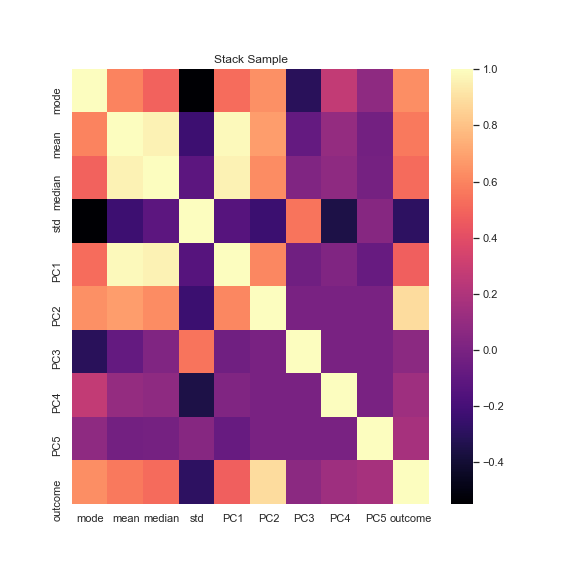 Stack Sample
mode
mean
median
std
PC1
PC2
PC3
PC4
PC5
outcome
mode mean median std PC1 PC2 PC3 PC4 PC5 outcome
1.0
0.8
0.6
0.4
0.2
0.0
−0.2
−0.4